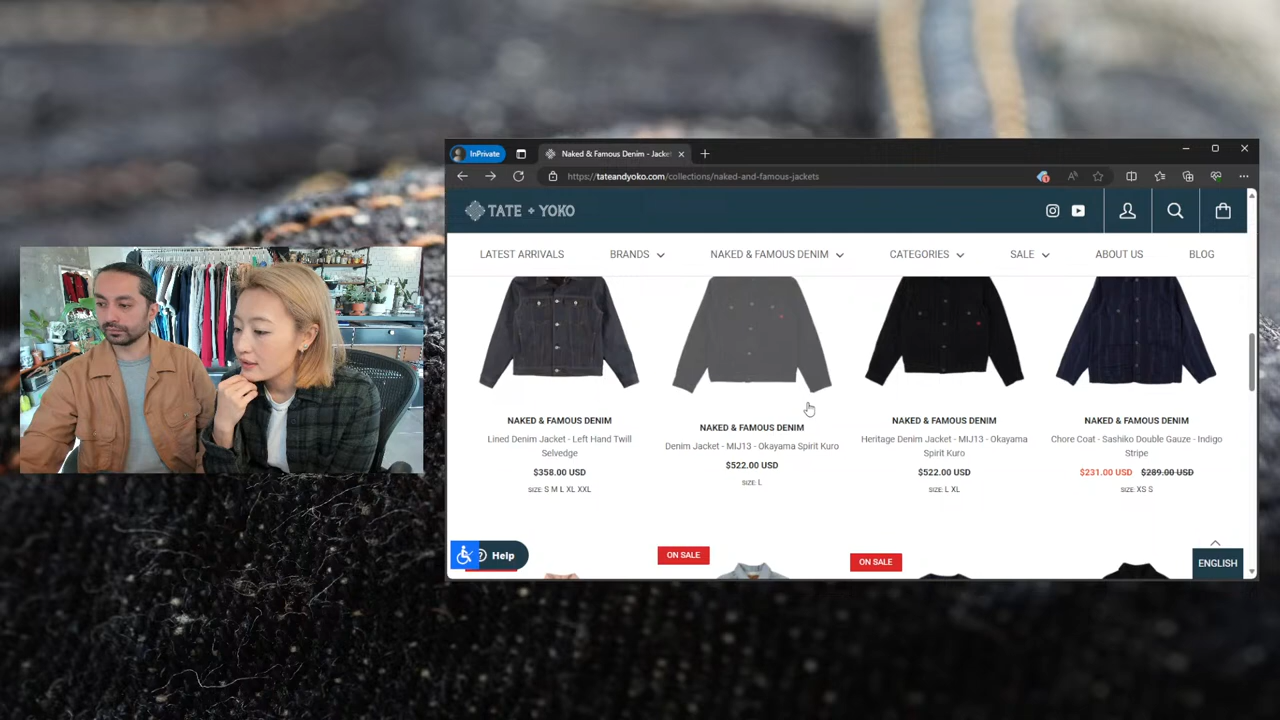 InPrivate
Naked & Famous Denim - Jacket
https://tateandyoko.com/collections/naked-and-famous-jackets
TATE + YOKO
LATEST ARRIVALS
BRANDS
NAKED & FAMOUS DENIM
CATEGORIES
SALE
ABOUT US
BLOG
NAKED & FAMOUS DENIM
Lined Denim Jacket - Left Hand Twill
Selvedge
$358.00 USD
SIZE: S M L XL XXL
NAKED & FAMOUS DENIM
Denim Jacket - MIJ13 - Okayama Spirit Kuro
$522.00 USD
SIZE: L
NAKED & FAMOUS DENIM
Heritage Denim Jacket - MIJ13 - Okayama
Spirit Kuro
$522.00 USD
SIZE: L XL
NAKED & FAMOUS DENIM
Chore Coat - Sashiko Double Gauze - Indigo
Stripe
$231.00 USD $289.00 USD
SIZE: XS S
Help
ON SALE
ON SALE
ENGLISH